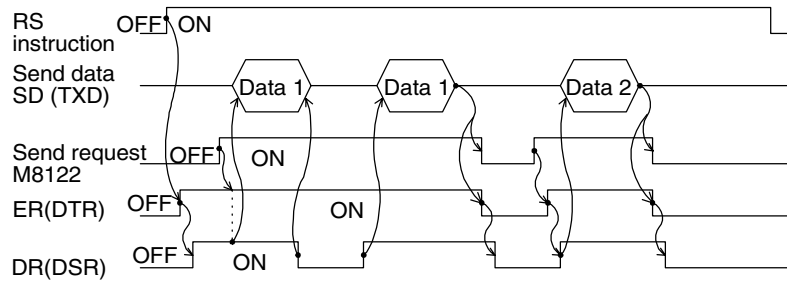 RS
instruction
OFF ON
Send data
SD (TXD)
Data 1
Data 1
Data 2
Send request
M8122
OFF
ON
ER(DTR)
OFF
ON
DR(DSR)
OFF
ON